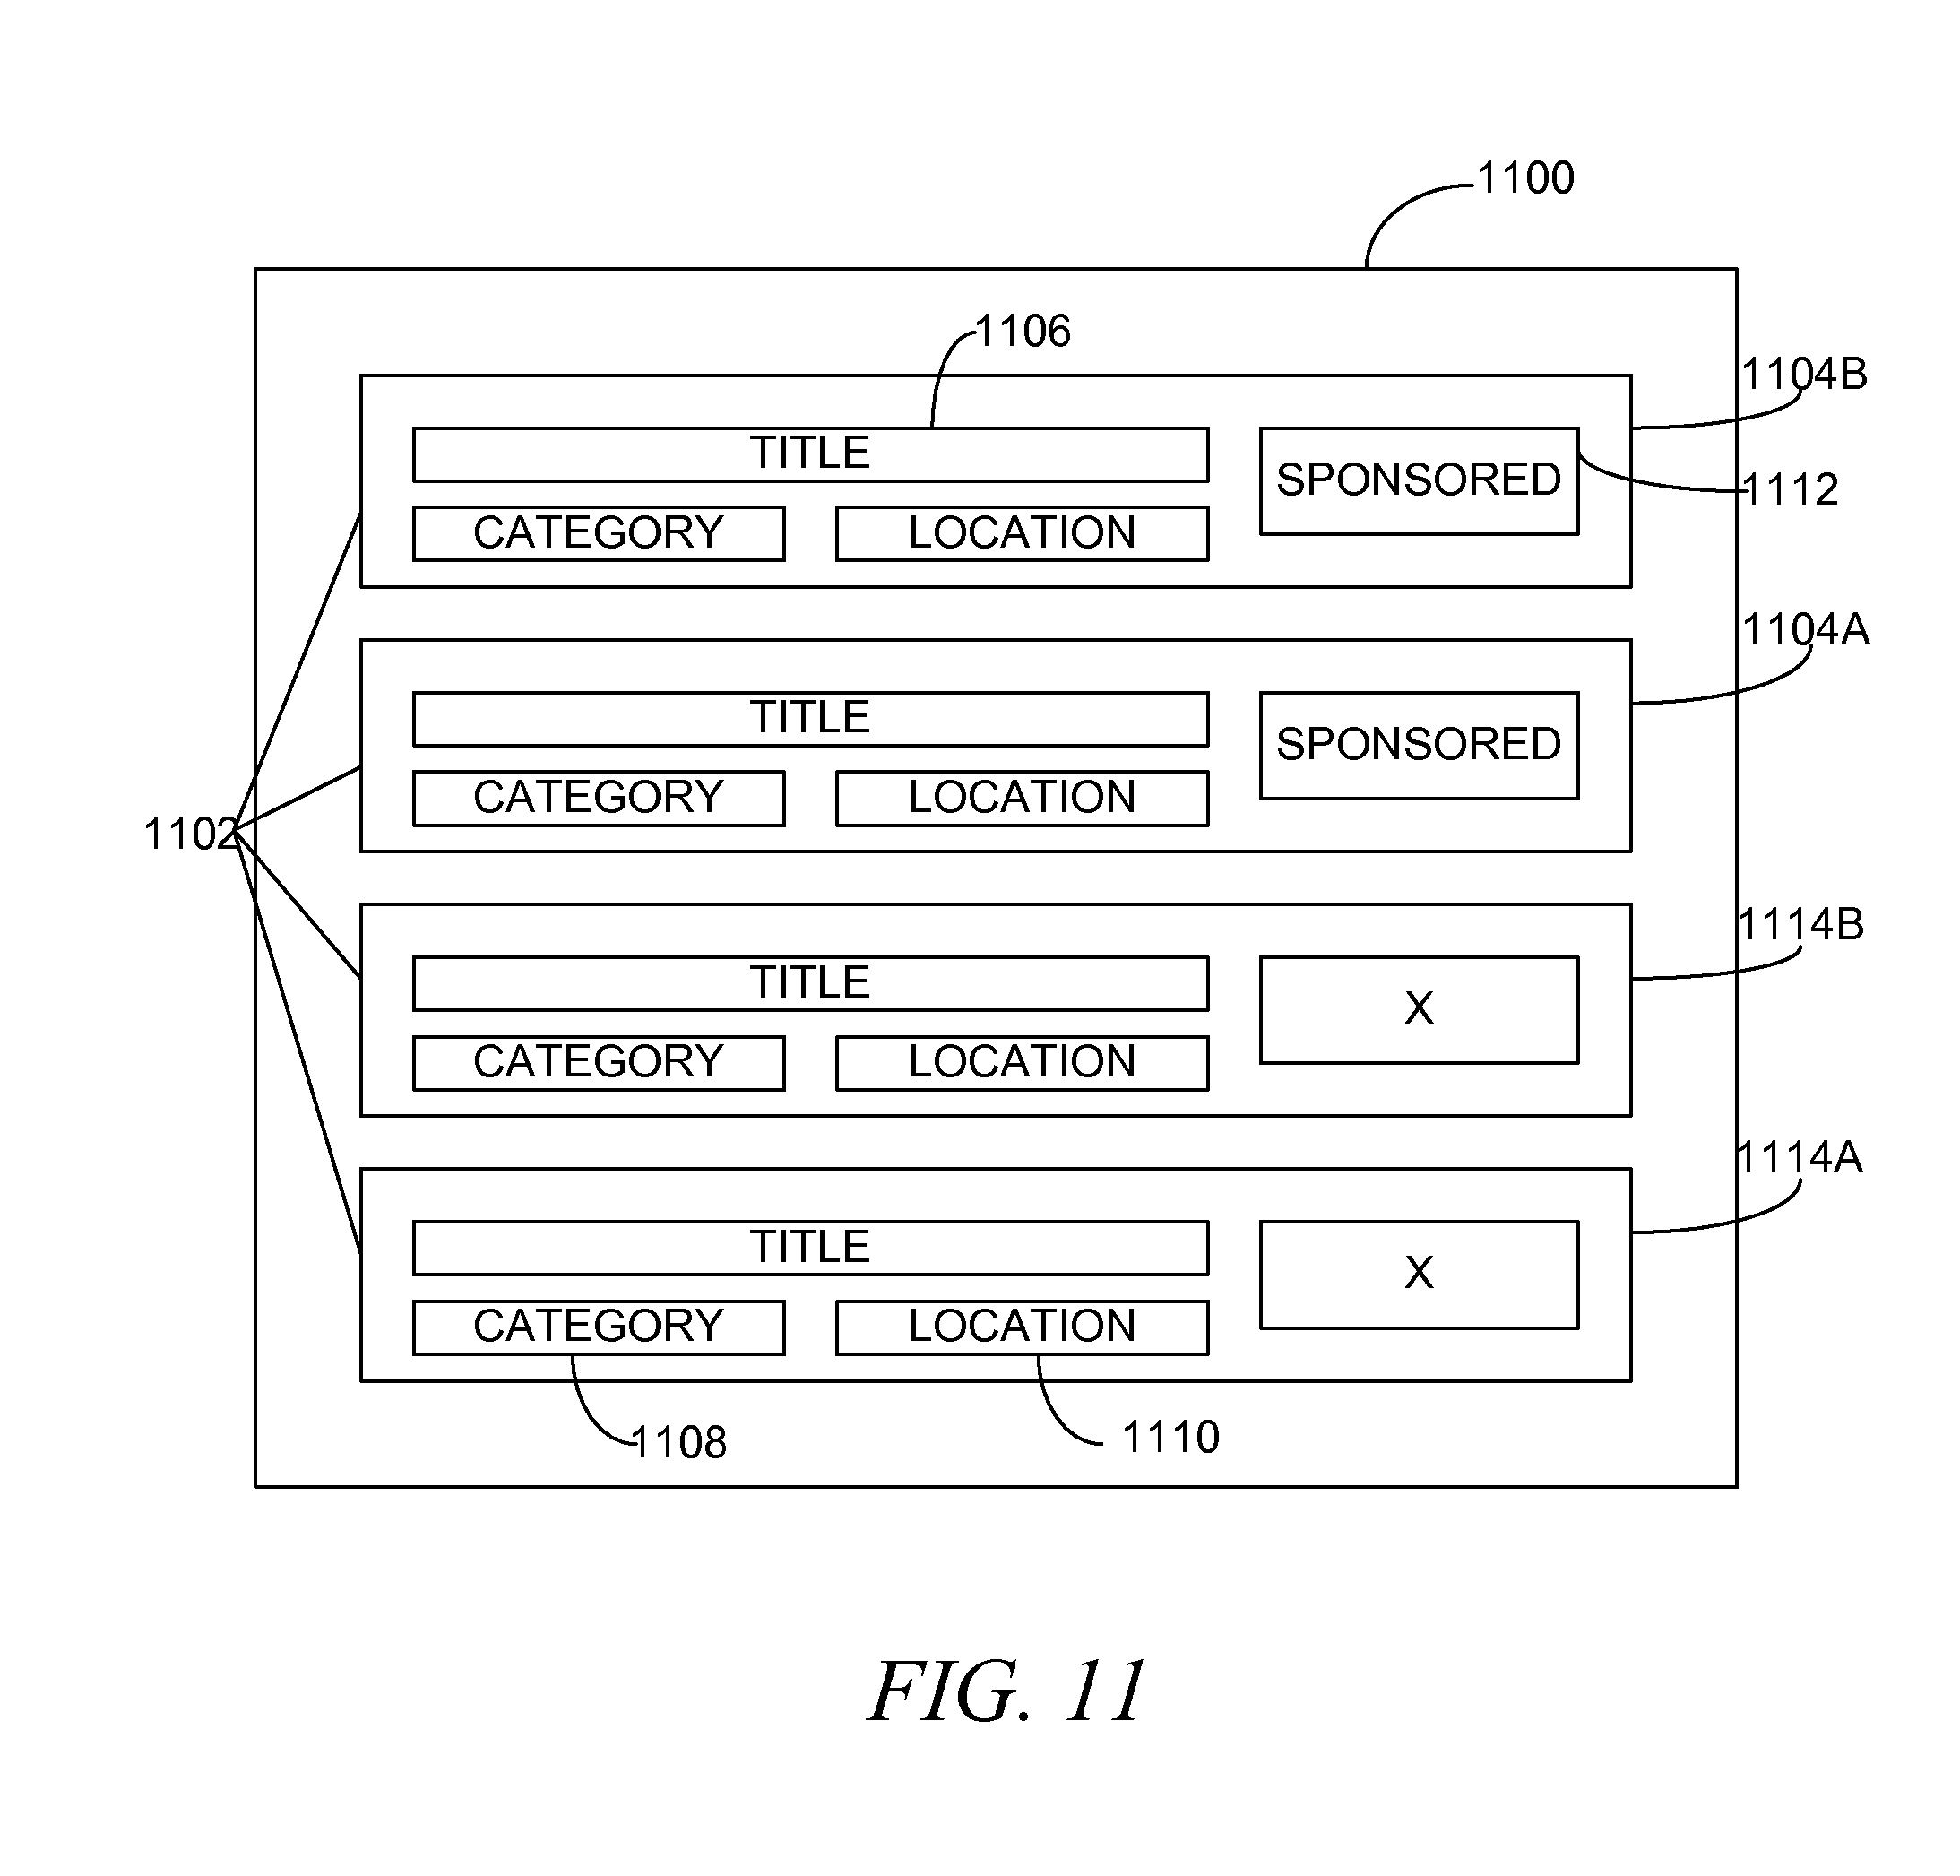 1100
1106
1104B
TITLE
SPONSORED
1112
CATEGORY LOCATION
1104A
TITLE
SPONSORED
CATEGORY LOCATION
1102
1114B
TITLE
X
CATEGORY LOCATION
1114A
TITLE
X
CATEGORY LOCATION
1108
1110
FIG. 11